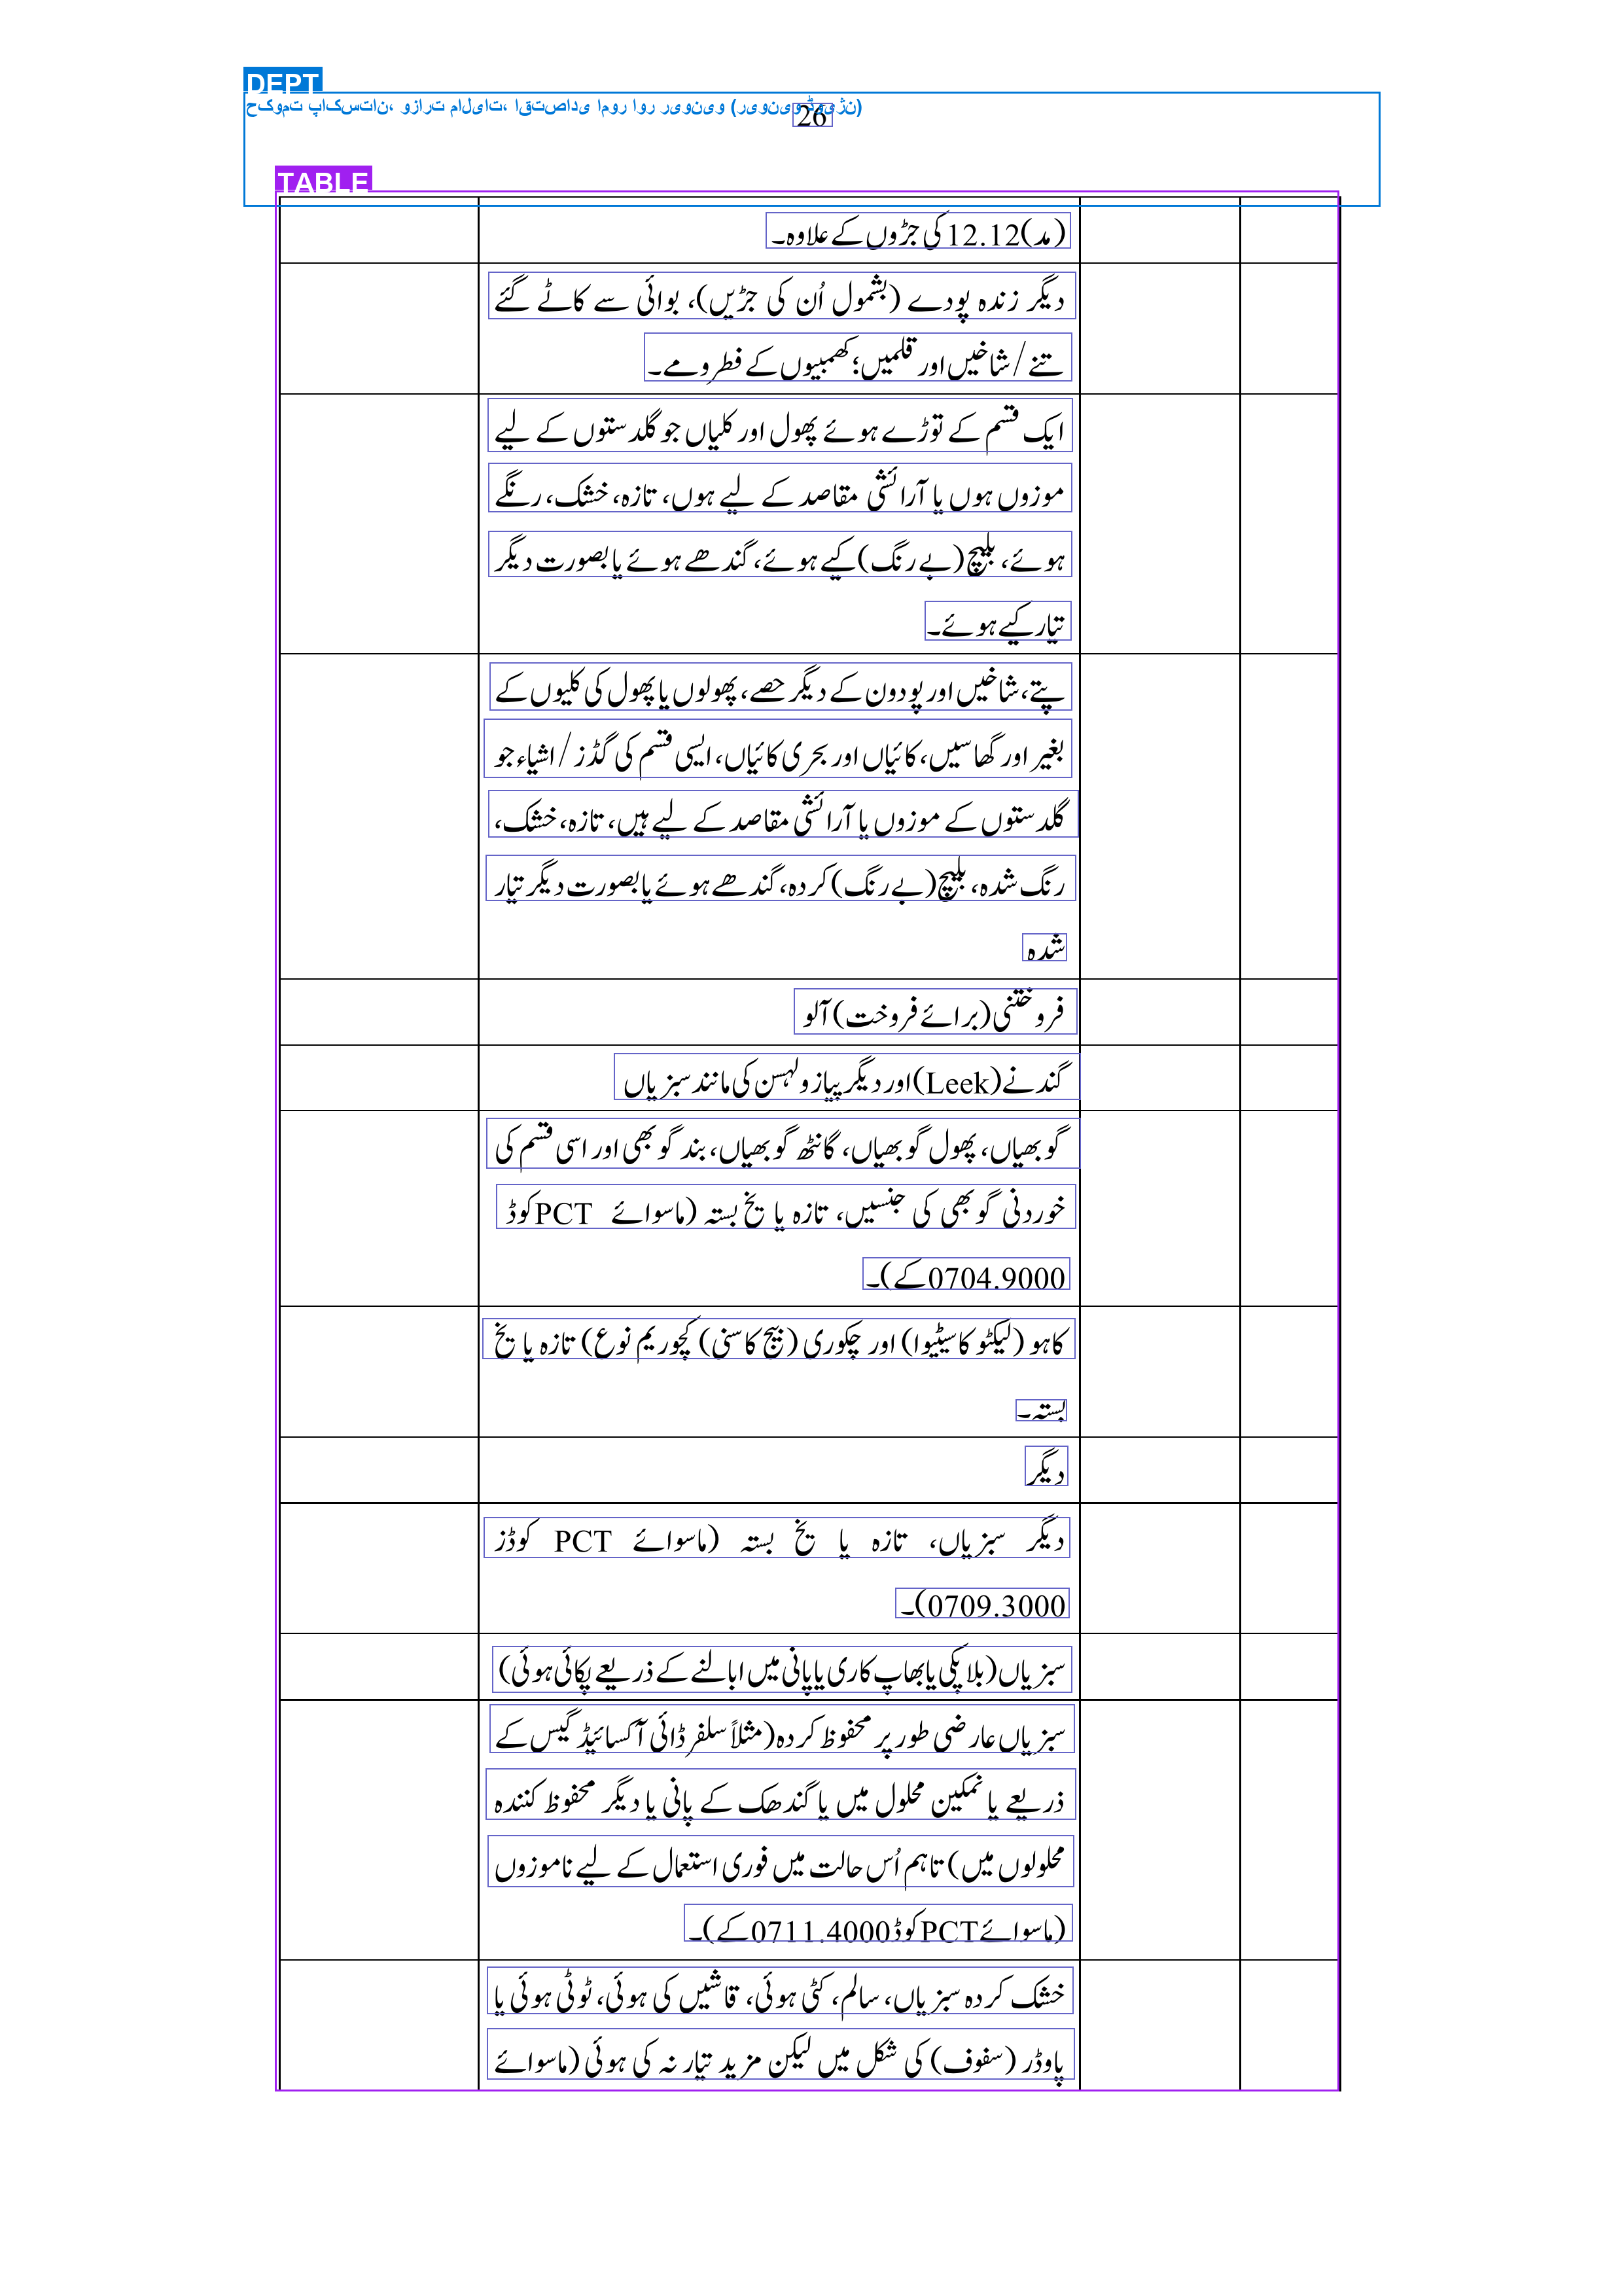 DEPT
حکومت پاکستان، وزارت مالیات، اقتصادی امور اور ریونیو (ریونیو ڈویژن)
26
TABLE
(مد)12.12 کی جڑوں کے علاوہ۔
دیگر زندہ پودے (بشمول اُن کی جڑیں)، بوائی سے کاٹے گئے
تنے/شاخیں اور قلمیں؛ کھمبیوں کے فطرومے۔
ایک قسم کے توڑے ہوئے پھول اور کلیاں جو گلدستوں کے لیے
موزوں ہوں یا آرائشی مقاصد کے لیے ہوں، تازہ، خشک، رنگے
ہوئے، بلیچ(بے رنگ) کیے ہوئے، گندھے ہوئے یا بصورت دیگر
تیار کیے ہوئے۔
پتے، شاخیں اور پودون کے دیگر حصے، پھولوں یا پھول کی کلیوں کے
بغیر اور گھاسیں، کائیاں اور بحری کائیاں، ایسی قسم کی گڈز/اشیاء جو
گلدستوں کے موزوں یا آرائشی مقاصد کے لیے ہیں، تازہ، خشک،
رنگ شدہ، بلیچ(بے رنگ) کردہ، گندھے ہوئے یا بصورت دیگر تیار
شدہ
فروختنی(برائے فروخت) آلو
گندنے(Leek) اور دیگر پیاز ولہسن کی مانند سبزیاں
گوبھیاں، پھول گوبھیاں، گانٹھ گوبھیاں، بند گوبھی اور اسی قسم کی
خوردنی گوبھی کی جنسیں، تازہ یا یخ بستہ (ماسوائے PCT کوڈ
0704.9000 کے)۔
کاہو (لیکٹوکاسیٹیوا) اور چکوری (بیج کاسنی) کچوریم نوع) تازہ یا یخ
بستہ۔
دیگر
دیگر سبزیاں، تازہ یا یخ بستہ (ماسوائے PCT کوڈز
0709.3000)۔
سبزیاں(بلا پکی یا بھاپ کاری یا پانی میں ابالنے کے ذریعے پکائی ہوئی)
سبزیاں عارضی طور پر محفوظ کردہ(مثلاً سلفر ڈائی آکسائیڈ گیس کے
ذریعے یا نمکین محلول میں یا گندھک کے پانی یا دیگر محفوظ کنندہ
محلولوں میں) تاہم اُس حالت میں فوری استعمال کے لیے ناموزوں
(ماسوائے PCT کوڈ 0711.4000 کے)۔
خشک کردہ سبزیاں، سالم، کٹی ہوئی، قاشیں کی ہوئی، ٹوٹی ہوئی یا
پاوڈر (سفوف) کی شکل میں لیکن مزید تیار نہ کی ہوئی (ماسوائے